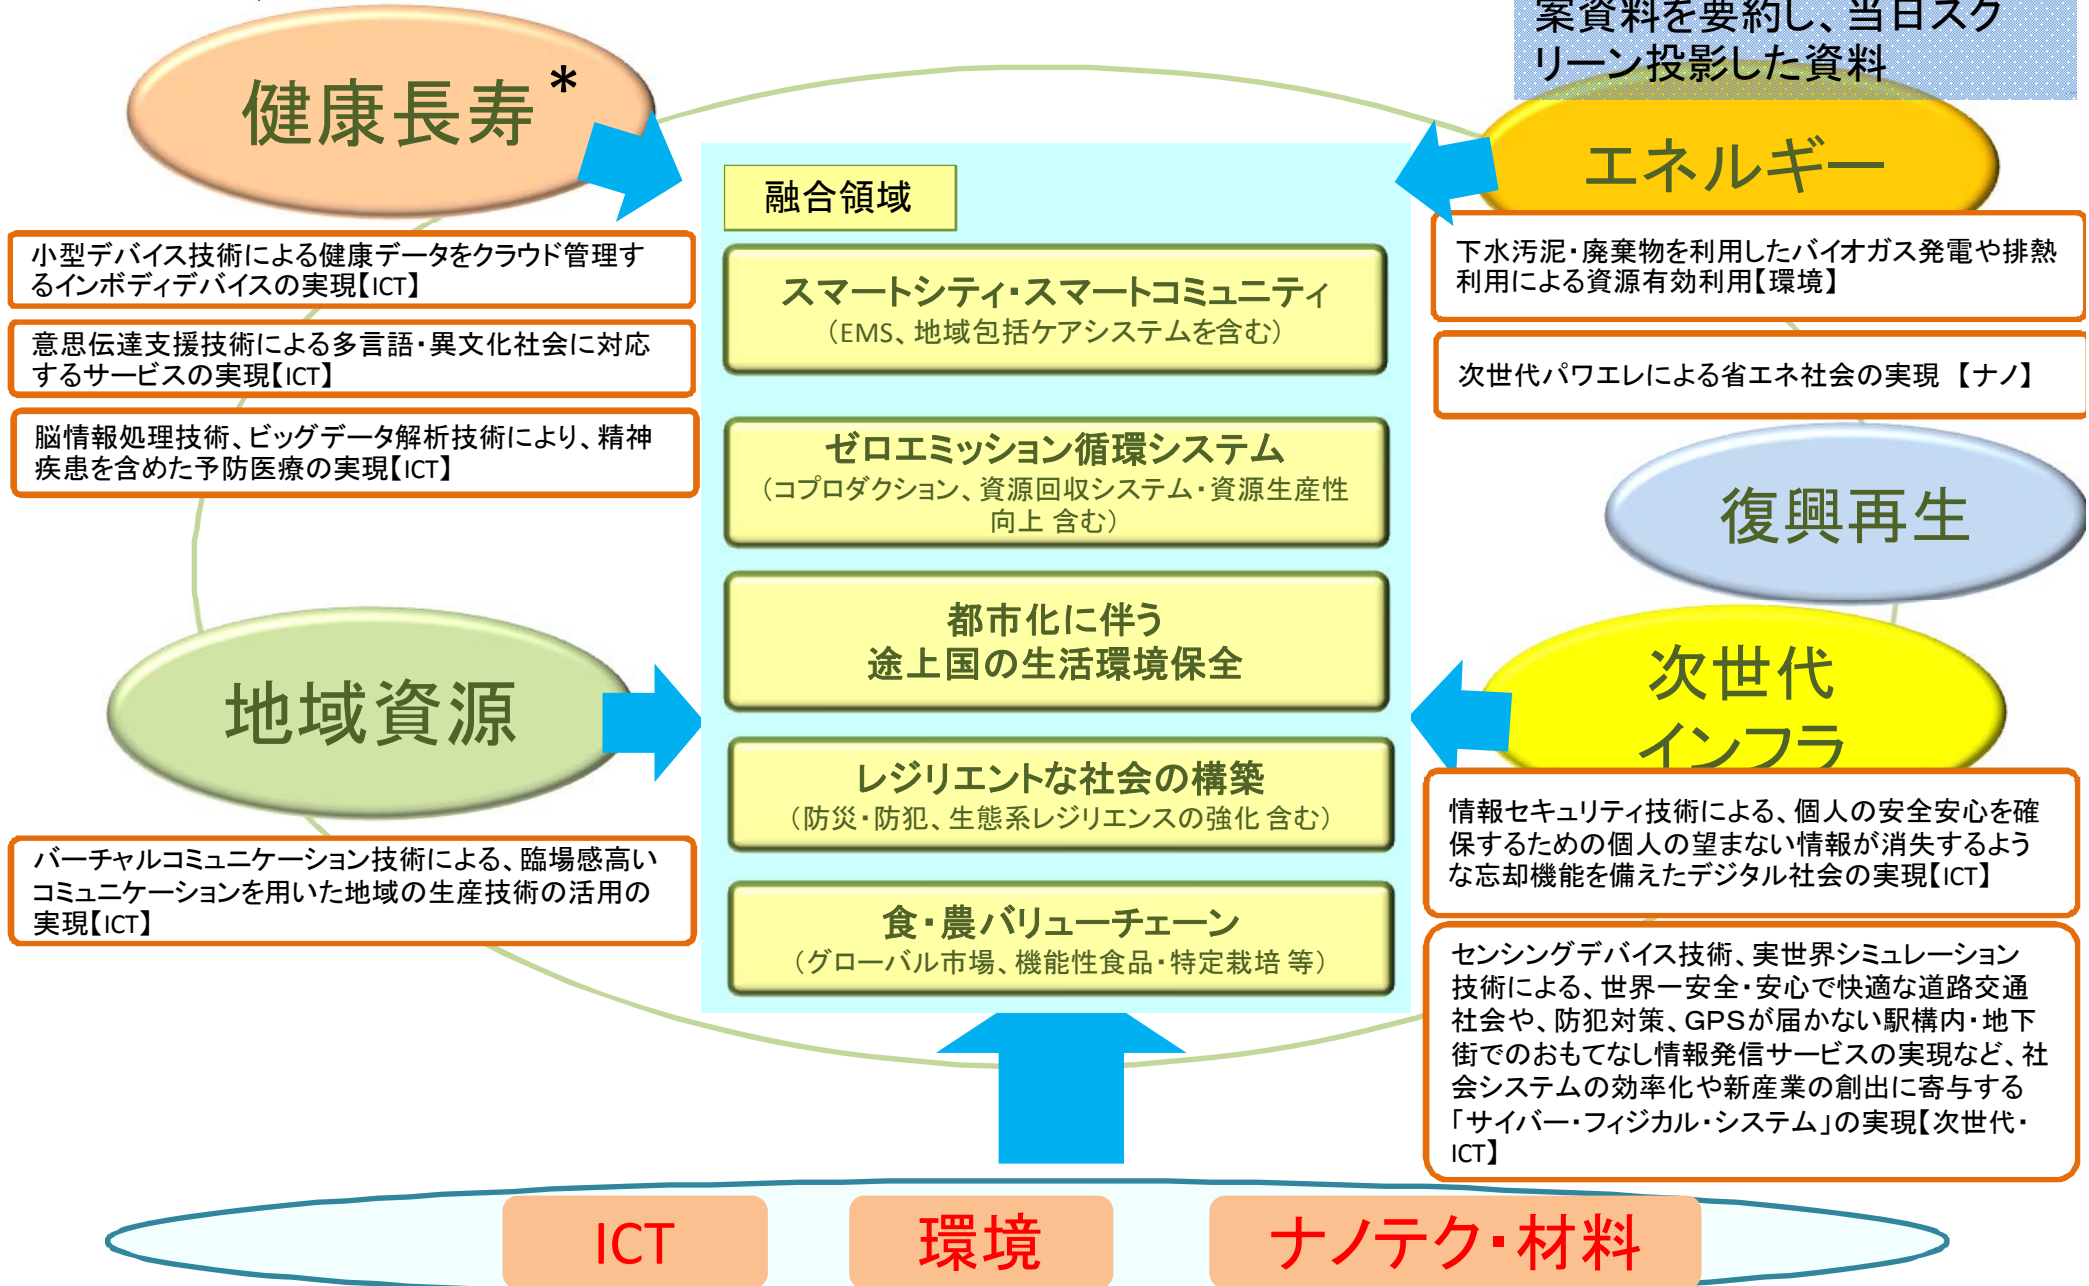 案資料を要約し、当日スク
リーン投影した資料
健康長寿*
エネルギー
融合領域
小型デバイス技術による健康データをクラウド管理す
るインボディデバイスの実現【ICT】
意思伝達支援技術による多言語・異文化社会に対応
するサービスの実現【ICT】
脳情報処理技術、ビッグデータ解析技術により、精神
疾患を含めた予防医療の実現【ICT】
スマートシティ・スマートコミュニティ
（EMS、地域包括ケアシステムを含む）
ゼロエミッション循環システム
（コプロダクション、資源回収システム・資源生産性
向上 含む）
都市化に伴う
途上国の生活環境保全
レジリエントな社会の構築
（防災・防犯、生態系レジリエンスの強化 含む）
食・農バリューチェーン
（グローバル市場、機能性食品・特定栽培 等）
下水汚泥・廃棄物を利用したバイオガス発電や排熱
利用による資源有効利用【環境】
次世代パワエレによる省エネ社会の実現 【ナノ】
復興再生
地域資源
バーチャルコミュニケーション技術による、臨場感高い
コミュニケーションを用いた地域の生産技術の活用の
実現【ICT】
次世代
インフラ
情報セキュリティ技術による、個人の安全安心を確
保するための個人の望まない情報が消失するよう
な忘却機能を備えたデジタル社会の実現【ICT】
センシングデバイス技術、実世界シミュレーション
技術による、世界一安全・安心で快適な道路交通
社会や、防犯対策、GPSが届かない駅構内・地下
街でのおもてなし情報発信サービスの実現など、社
会システムの効率化や新産業の創出に寄与する
「サイバー・フィジカル・システム」の実現【次世代・
ICT】
ICT
環境
ナノテク・材料